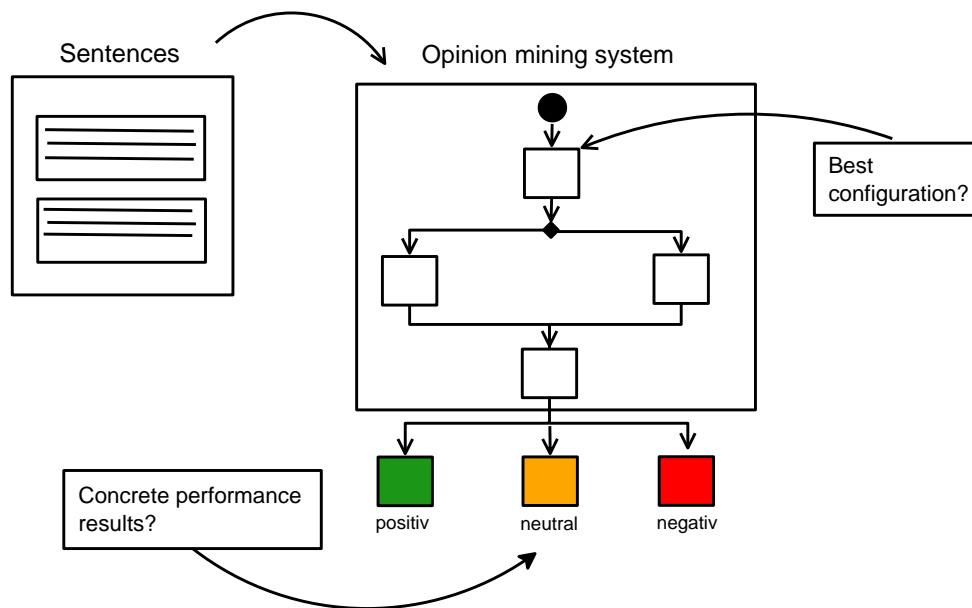 Sentences
Opinion mining system
Best
configuration?
Concrete performance
results?
positiv
neutral
negativ